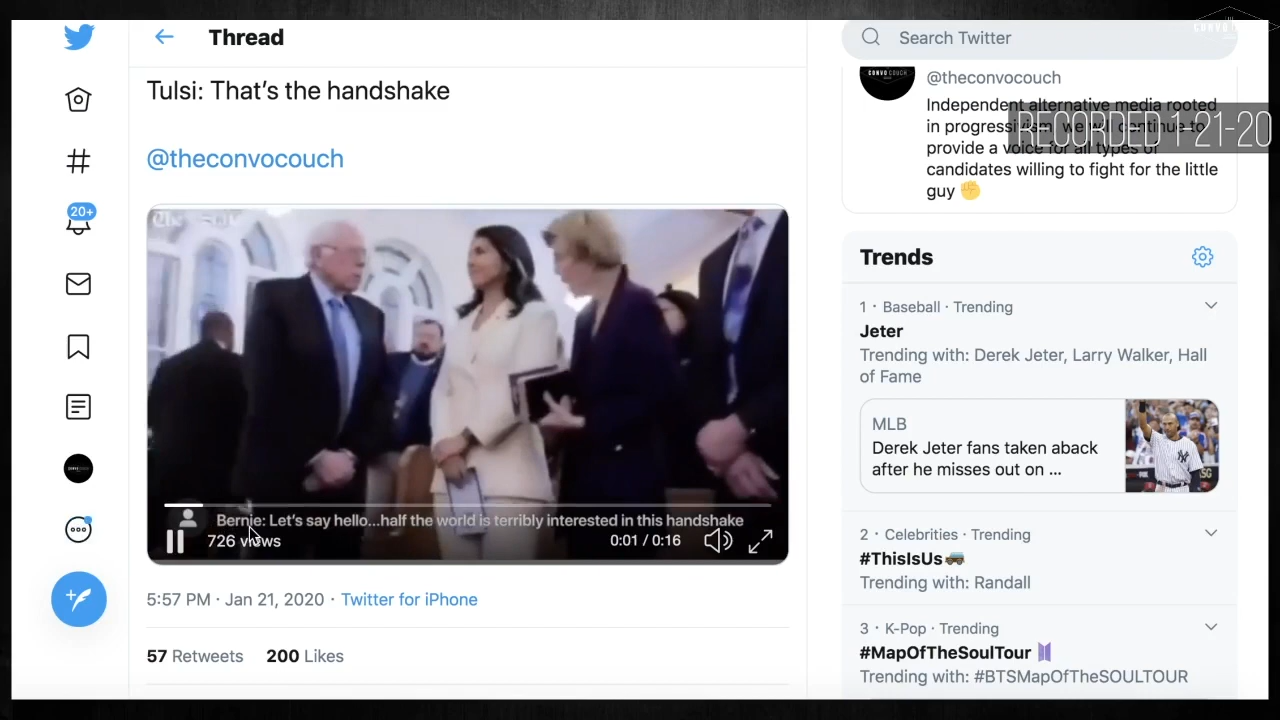 Thread
Search Twitter
Tulsi: That's the handshake
@theconvocouch
CONVO COUCH
@theconvocouch
Independent alternative media rooted
in progressivism, we will continue to
provide a voice for all types of
candidates willing to fight for the little
guy ✊
RECORDED 1-21-20
20+
Bernie: Let's say hello...half the world is terribly interested in this handshake
726 views
0:01 / 0:16
5:57 PM · Jan 21, 2020 · Twitter for iPhone
57 Retweets 200 Likes
Trends
1 · Baseball · Trending
Jeter
Trending with: Derek Jeter, Larry Walker, Hall
of Fame
MLB
Derek Jeter fans taken aback
after he misses out on ...
2 · Celebrities · Trending
#ThisIsUs
Trending with: Randall
3 · K-Pop · Trending
#MapOfTheSoulTour
Trending with: #BTSMapOfTheSOULTOUR